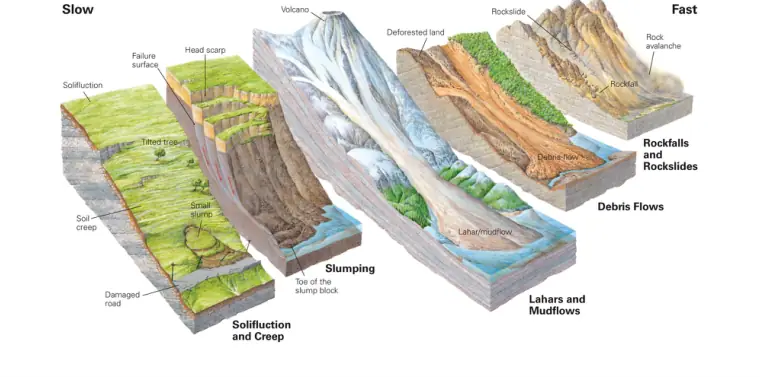 Slow
Fast
Volcano
Rockslide
Deforested land
Rock
avalanche
Head scarp
Failure
surface
Solifluction
Rockfall
Tilted tree
Rockfalls
and
Rockslides
Debris flow
Debris Flows
Small
slump
Soil
creep
Lahar/mudflow
Slumping
Toe of the
slump block
Damaged
road
Lahars and
Mudflows
Solifluction
and Creep